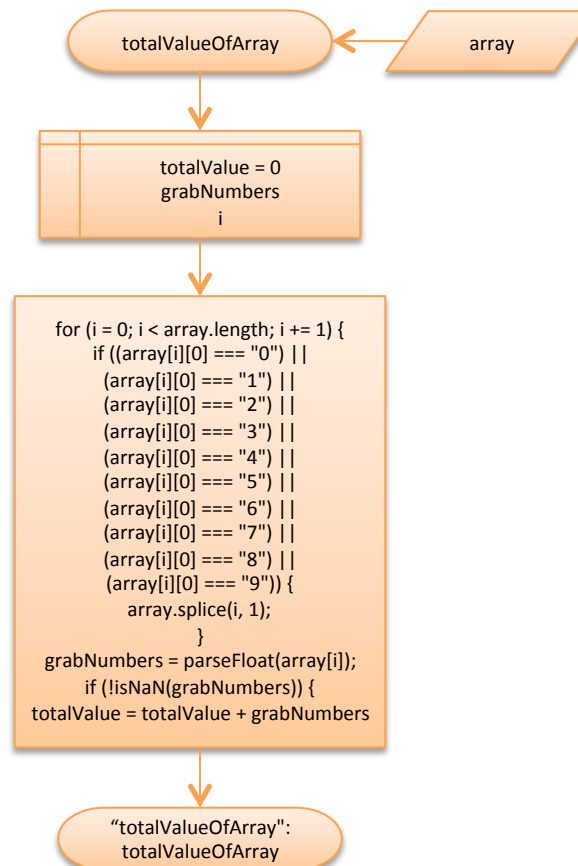 totalValueOfArray
array
totalValue = 0
grabNumbers
i
for (i = 0; i < array.length; i += 1) {
if ((array[i][0] === "0") ||
(array[i][0] === "1") ||
(array[i][0] === "2") ||
(array[i][0] === "3") ||
(array[i][0] === "4") ||
(array[i][0] === "5") ||
(array[i][0] === "6") ||
(array[i][0] === "7") ||
(array[i][0] === "8") ||
(array[i][0] === "9")) {
array.splice(i, 1);
}
grabNumbers = parseFloat(array[i]);
if (!isNaN(grabNumbers)) {
totalValue = totalValue + grabNumbers
“totalValueOfArray":
totalValueOfArray